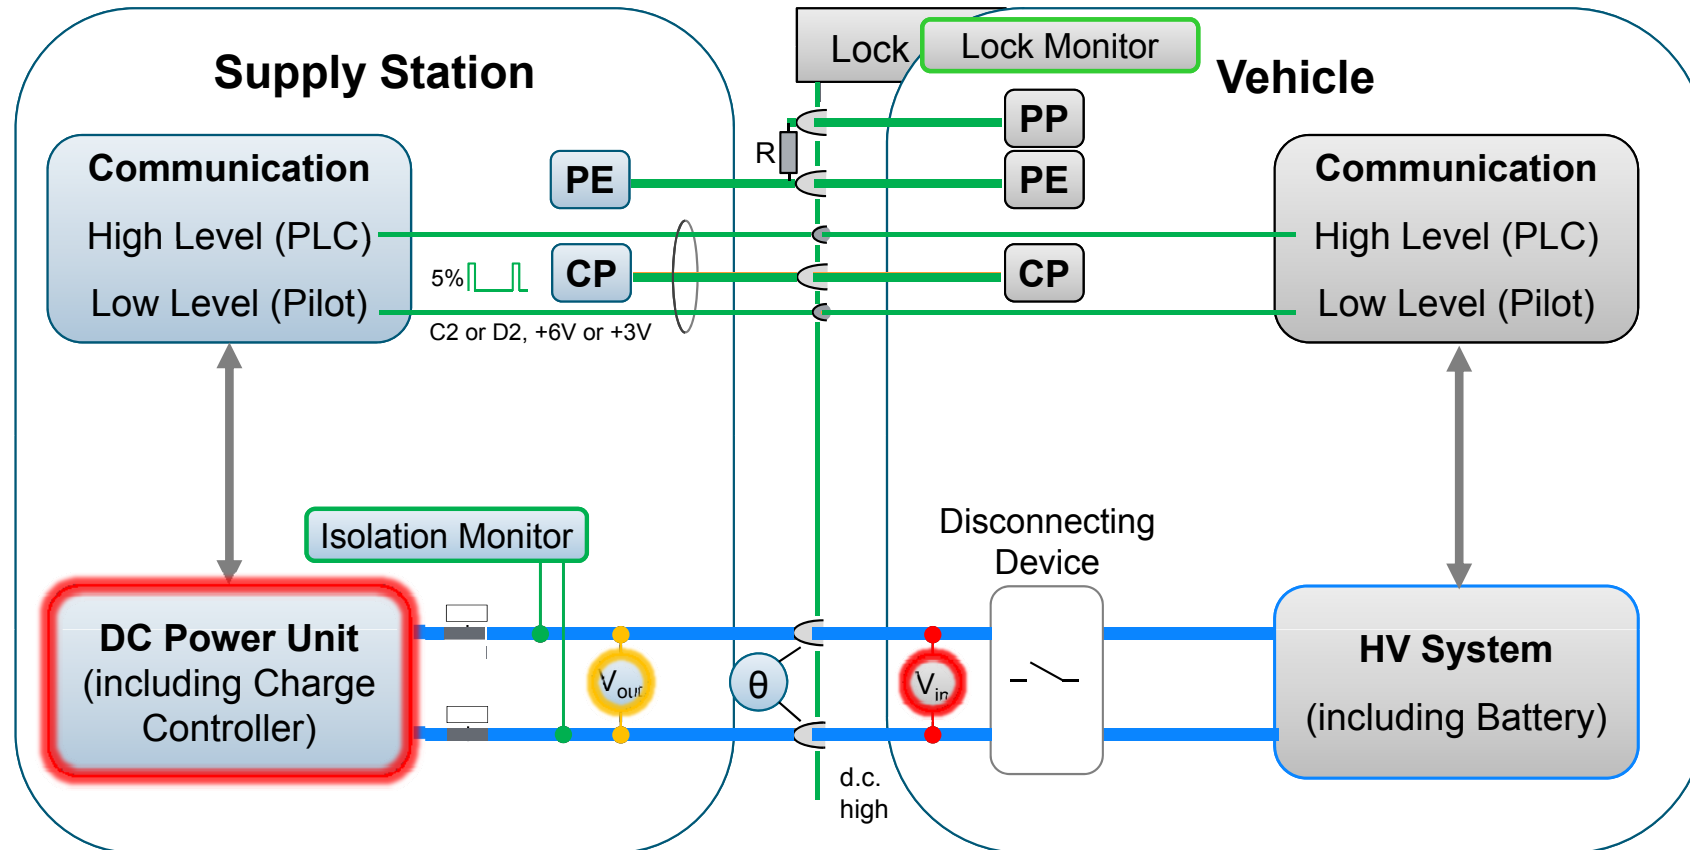 Supply Station
Lock
Lock Monitor
Vehicle
Communication
High Level (PLC)
Low Level (Pilot)
5%
C2 or D2, +6V or +3V
PE
CP
R
PP
PE
CP
Communication
High Level (PLC)
Low Level (Pilot)
Isolation Monitor
Disconnecting
Device
DC Power Unit
(including Charge
Controller)
Vout
θ
Vin
HV System
(including Battery)
d.c.
high